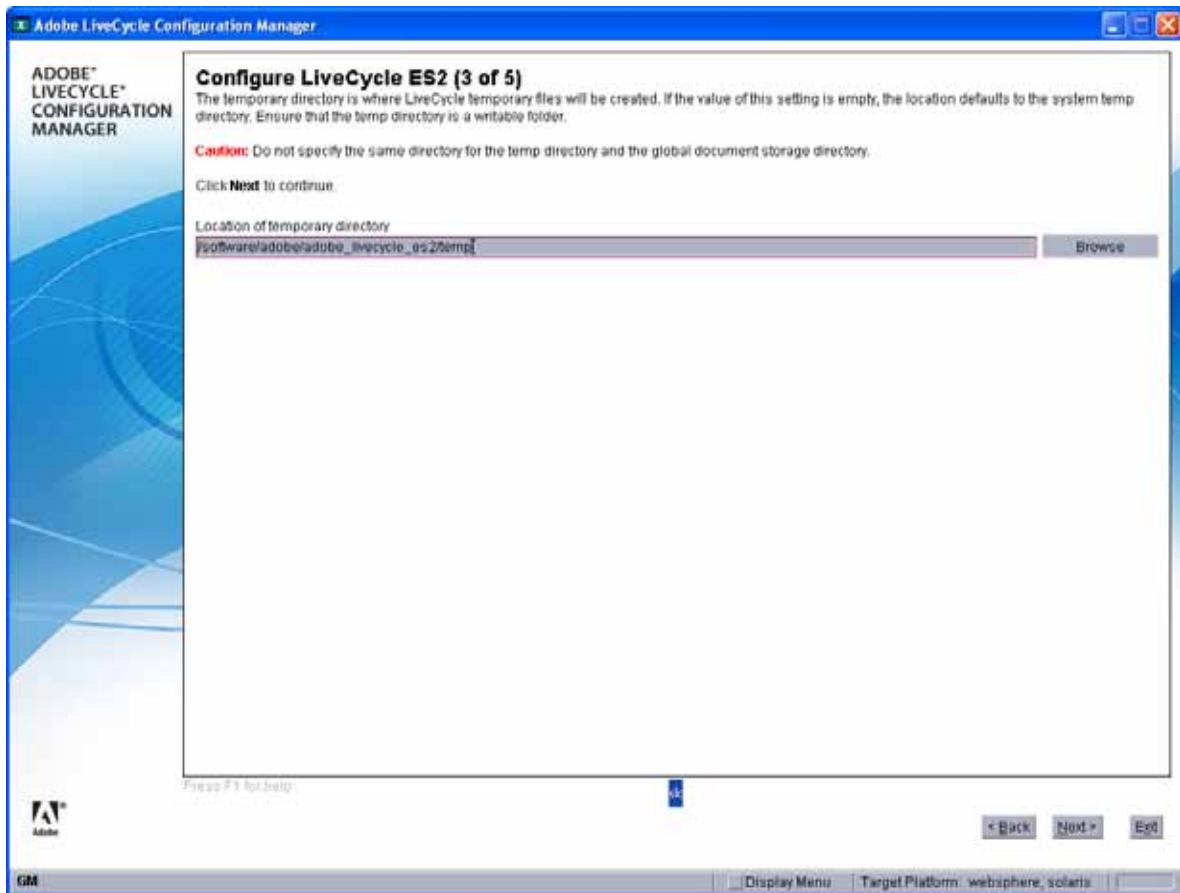 Adobe LiveCycle Configuration Manager
ADOBE®
LIVECYCLE®
CONFIGURATION
MANAGER
Configure LiveCycle ES2 (3 of 5)
The temporary directory is where LiveCycle temporary files will be created. If the value of this setting is empty, the location defaults to the system temp
directory. Ensure that the temp directory is a writable folder.
Caution: Do not specify the same directory for the temp directory and the global document storage directory.
Click Next to continue.
Location of temporary directory
/software/adobe/adobe_livecycle_es2/temp
Browse
Press F1 for help
sk
Adobe
< Back
Next >
Exit
GM
Display Menu
Target Platform: websphere, solaris